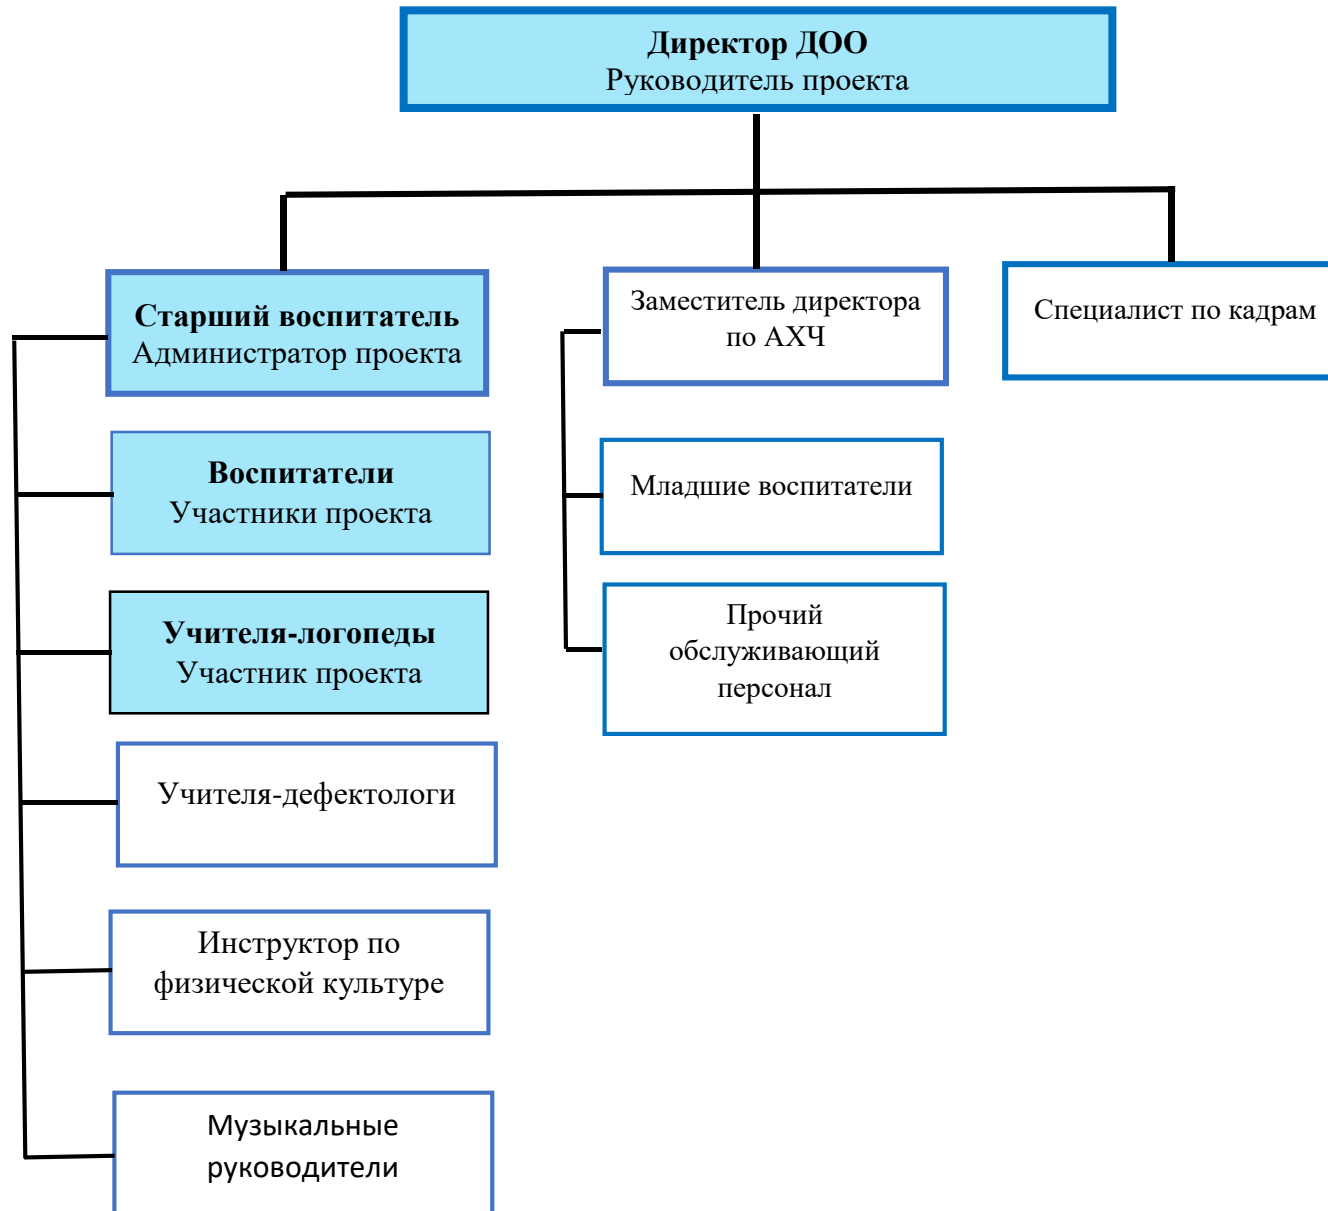 Директор ДОО
Руководитель проекта
Старший воспитатель
Администратор проекта
Заместитель директора
по АХЧ
Специалист по кадрам
Воспитатели
Участники проекта
Младшие воспитатели
Учителя-логопеды
Участник проекта
Прочий
обслуживающий
персонал
Учителя-дефектологи
Инструктор по
физической культуре
Музыкальные
руководители